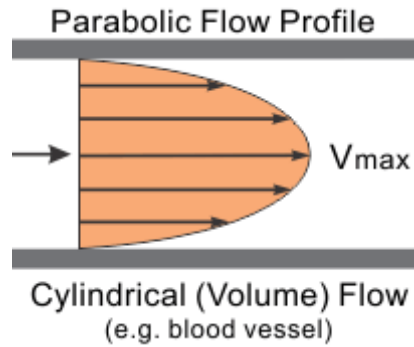 Parabolic Flow Profile
Vmax
Cylindrical (Volume) Flow
(e.g. blood vessel)